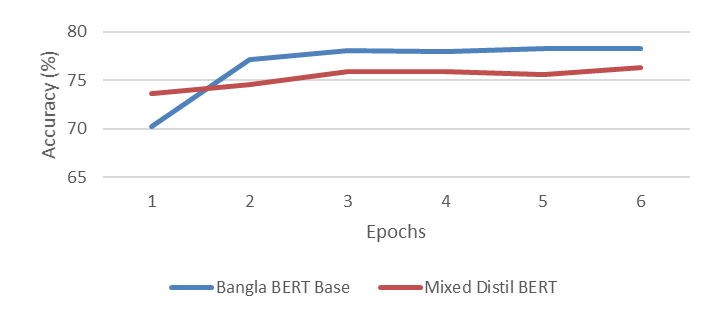 80
75
70
65
Accuracy (%)
1 2 3 4 5 6
Epochs
Bangla BERT Base Mixed Distil BERT